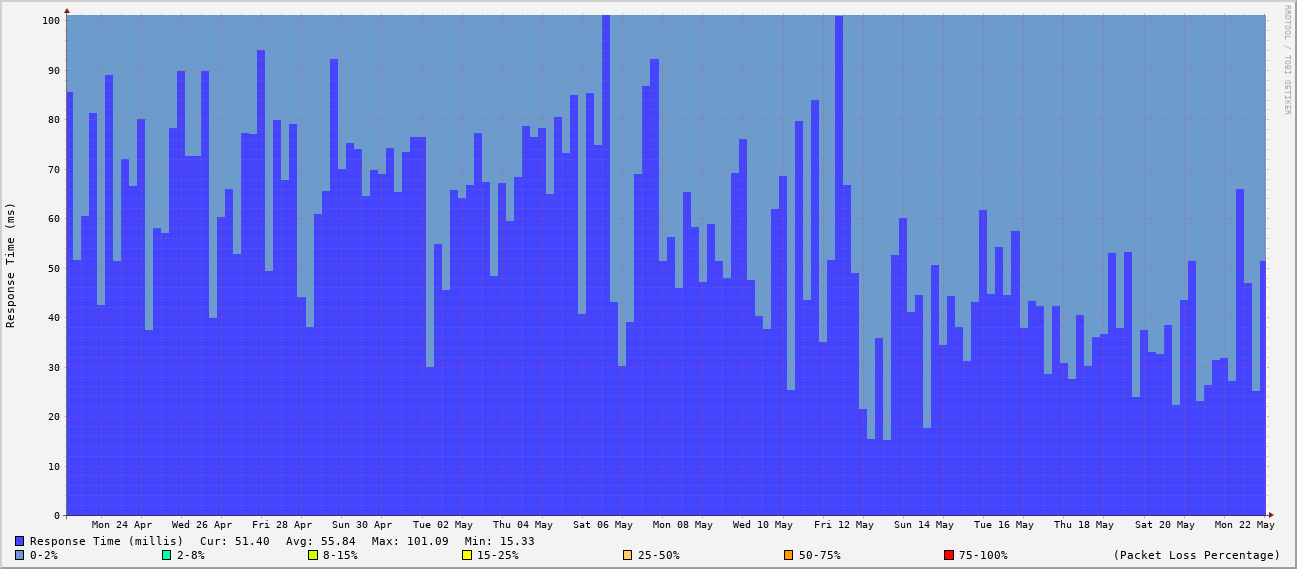 RRDTOOL / TOBI OETIKER
Response Time (ms)
100
90
80
70
60
50
40
30
20
10
0
Mon 24 Apr Wed 26 Apr Fri 28 Apr Sun 30 Apr Tue 02 May Thu 04 May Sat 06 May Mon 08 May Wed 10 May Fri 12 May Sun 14 May Tue 16 May Thu 18 May Sat 20 May Mon 22 May
Response Time (millis) Cur: 51.40 Avg: 55.84 Max: 101.09 Min: 15.33
0-2% 2-8% 8-15% 15-25% 25-50% 50-75% 75-100% (Packet Loss Percentage)